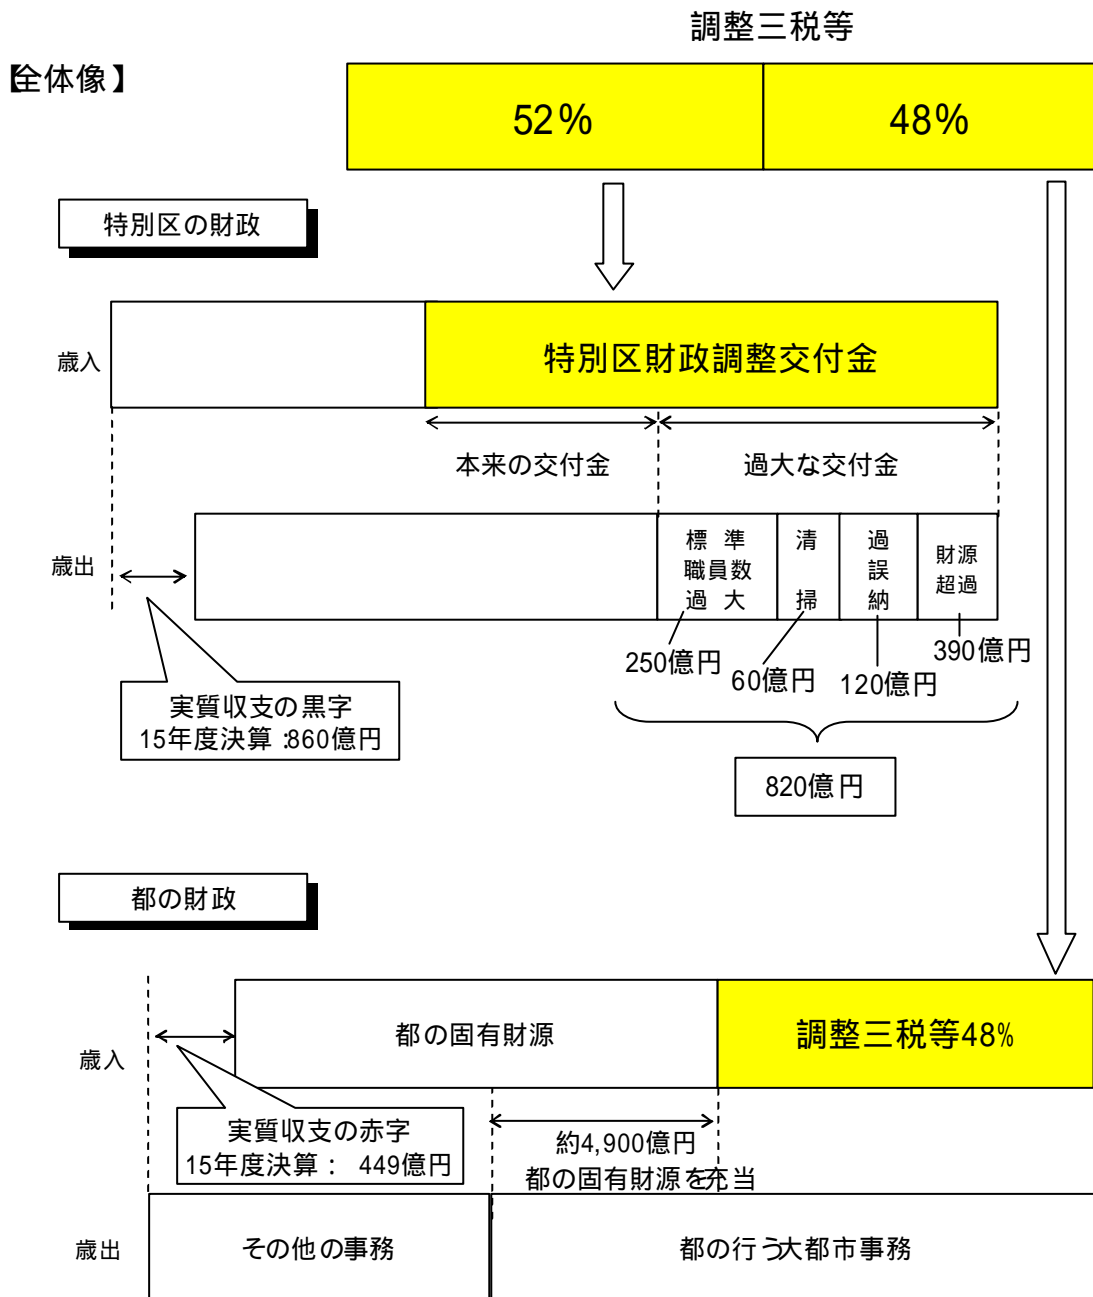 調整三税等
【全体像】
52%
48%
特別区の財政
歳入
特別区財政調整交付金
本来の交付金
過大な交付金
歳出
標準
職員数
過大
清掃
過誤納
財源
超過
250億円
60億円
120億円
390億円
実質収支の黒字
15年度決算:860億円
820億円
都の財政
歳入
都の固有財源
調整三税等48%
実質収支の赤字
15年度決算： 449億円
約4,900億円
都の固有財源を充当
歳出
その他の事務
都の行う大都市事務